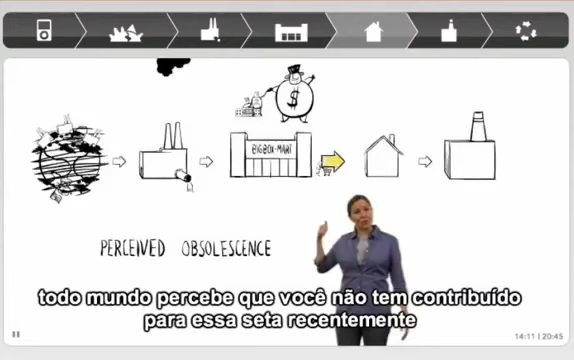 $
BIGBOX-MART
PERCEIVED OBSOLESCENCE
todo mundo percebe que você não tem contribuído
para essa seta recentemente
14:11 | 20:45